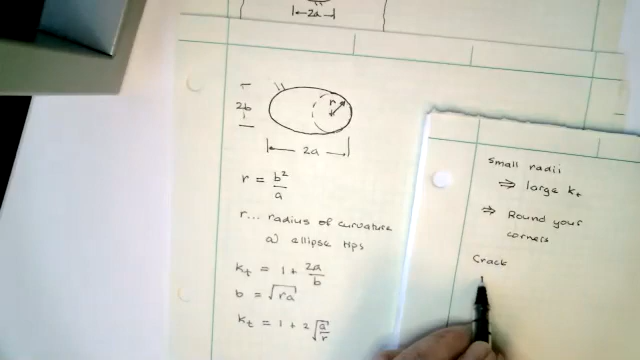 2a
2b
r
2a
r = b²/a
r... radius of curvature
@ ellipse tips
Kt = 1 + 2a/b
b = √ra
Kt = 1 + 2√a/r
small radii
⇒ large Kt
⇒ Round your
corners
Crack